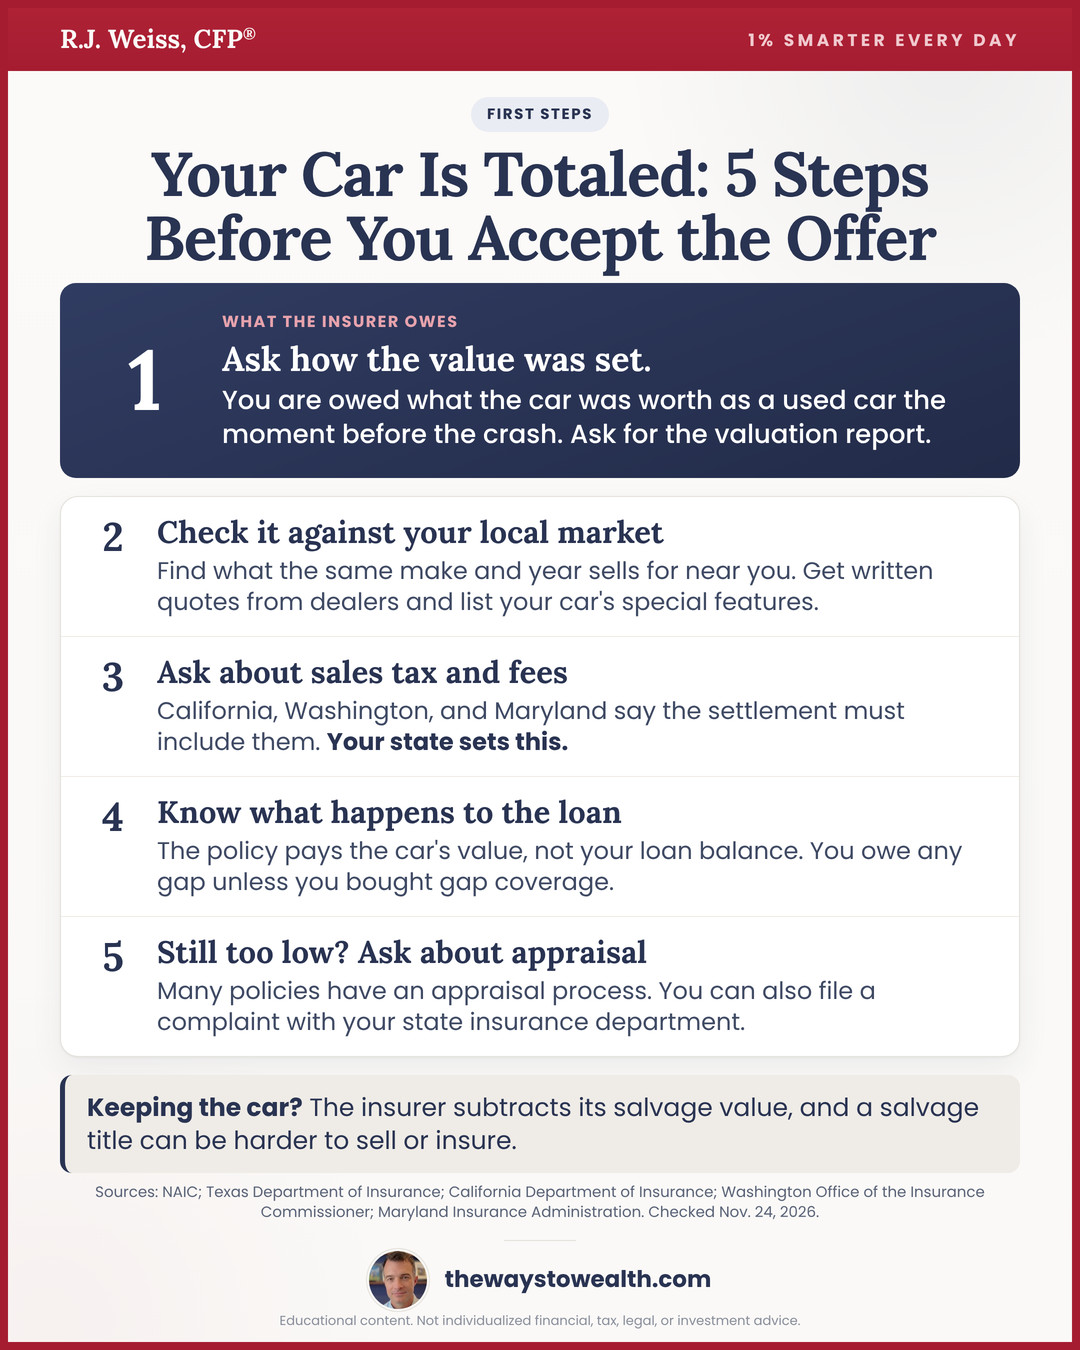 R.J. Weiss, CFP®
1% SMARTER EVERY DAY
FIRST STEPS
Your Car Is Totaled: 5 Steps
Before You Accept the Offer
1
WHAT THE INSURER OWES
Ask how the value was set.
You are owed what the car was worth as a used car the
moment before the crash. Ask for the valuation report.
2
Check it against your local market
Find what the same make and year sells for near you. Get written
quotes from dealers and list your car's special features.
3
Ask about sales tax and fees
California, Washington, and Maryland say the settlement must
include them. Your state sets this.
4
Know what happens to the loan
The policy pays the car's value, not your loan balance. You owe any
gap unless you bought gap coverage.
5
Still too low? Ask about appraisal
Many policies have an appraisal process. You can also file a
complaint with your state insurance department.
Keeping the car? The insurer subtracts its salvage value, and a salvage
title can be harder to sell or insure.
Sources: NAIC; Texas Department of Insurance; California Department of Insurance; Washington Office of the Insurance
Commissioner; Maryland Insurance Administration. Checked Nov. 24, 2026.
thewaystowealth.com
Educational content. Not individualized financial, tax, legal, or investment advice.